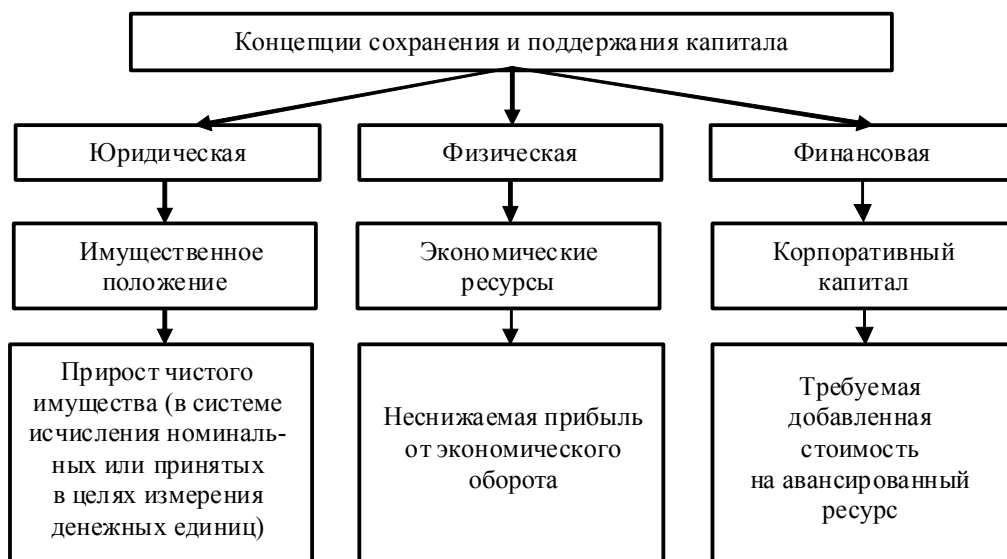 Концепции сохранения и поддержания капитала
Юридическая
Физическая
Финансовая
Имущественное
положение
Экономические
ресурсы
Корпоративный
капитал
Прирост чистого
имущества (в системе
исчисления номиналь-
ных или принятых
в целях измерения
денежных единиц)
Неснижаемая прибыль
от экономического
оборота
Требуемая
добавленная
стоимость
на авансированный
ресурс